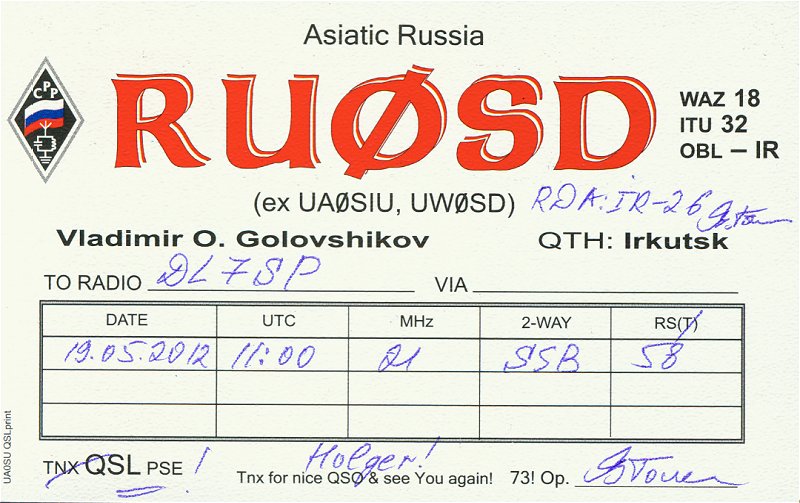 Asiatic Russia
СРР
RUØSD
WAZ 18
ITU 32
OBL – IR
(ex UAØSIU, UWØSD) RDA:IR-26
Vladimir O. Golovshikov QTH: Irkutsk
TO RADIO DL7SP VIA
DATE UTC MHz 2-WAY RS(T)
19.05.2012 11:00 21 SSB 58
TNX QSL PSE !
Holger!
Tnx for nice QSO & see You again! 73! Op.
UA0SU QSLprint